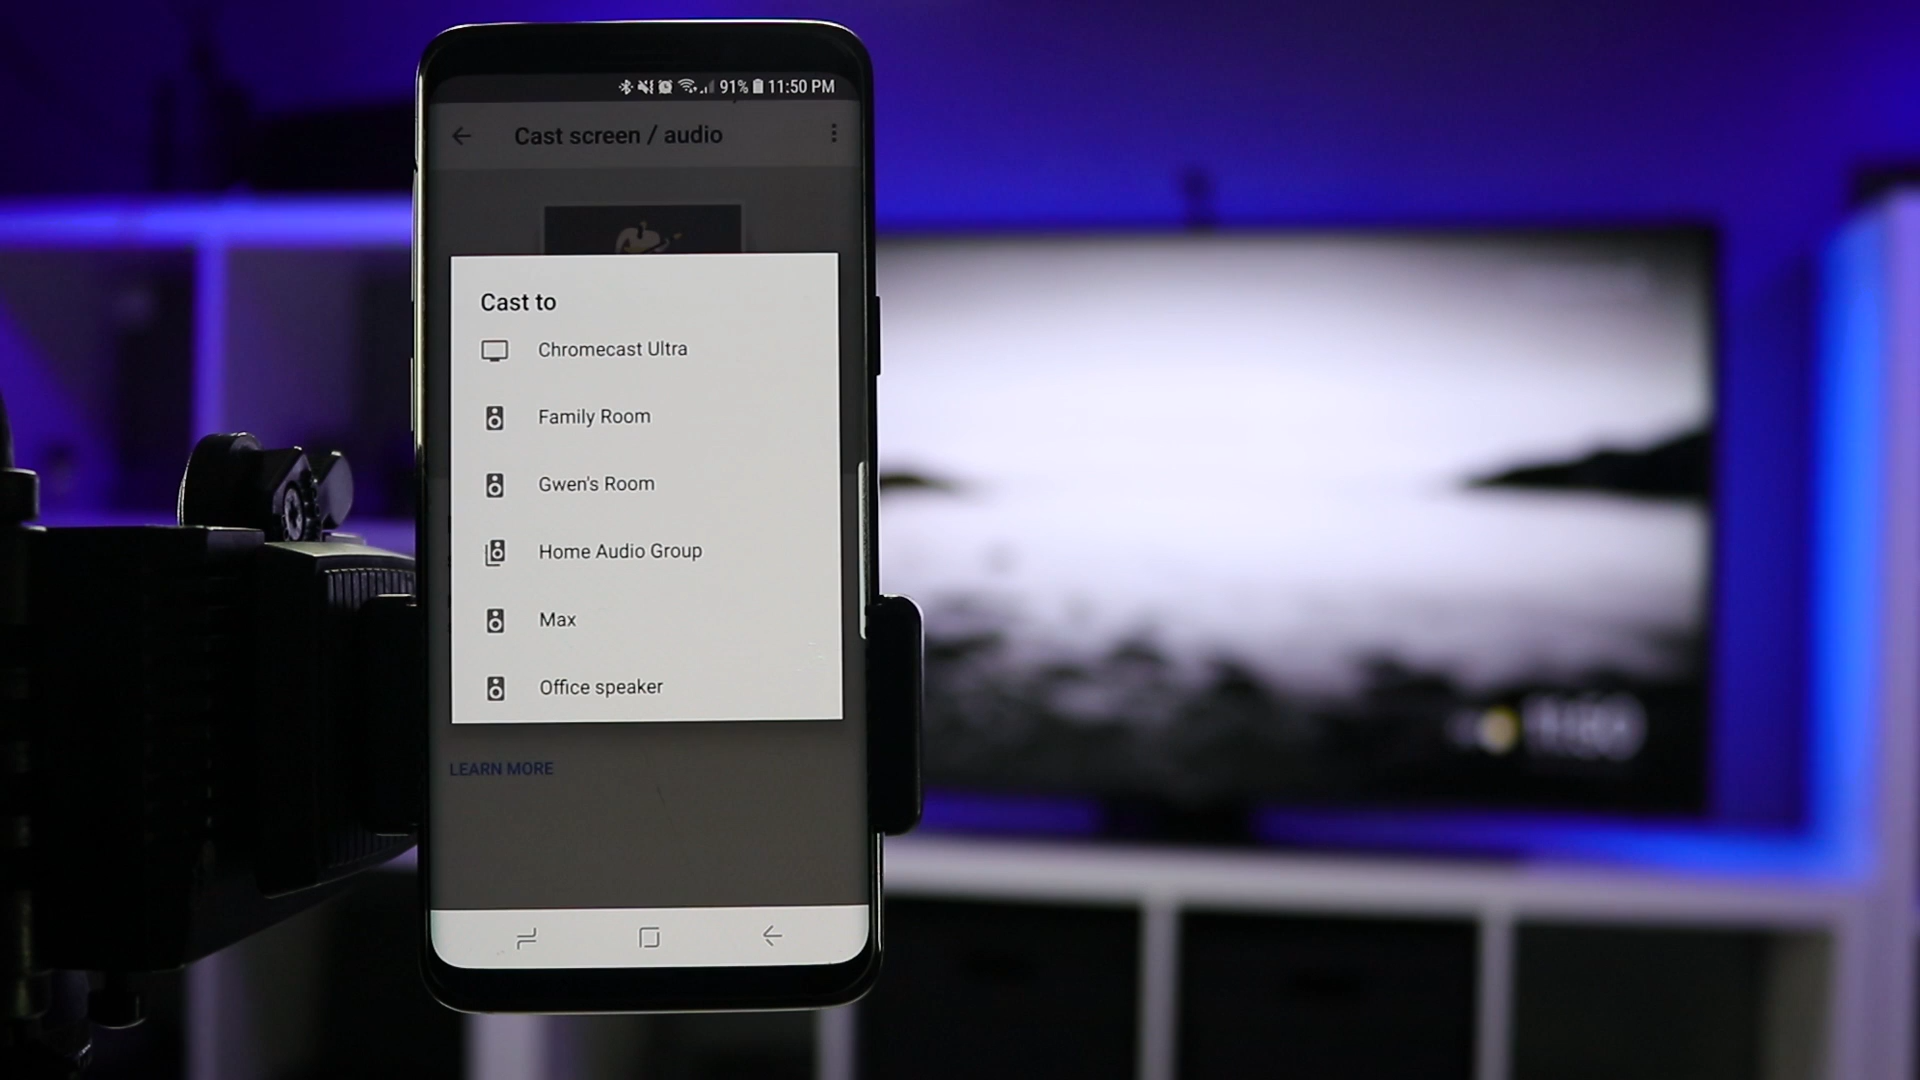 91% 11:50 PM
Cast screen / audio
Cast to
Chromecast Ultra
Family Room
Gwen's Room
Home Audio Group
Max
Office speaker
LEARN MORE